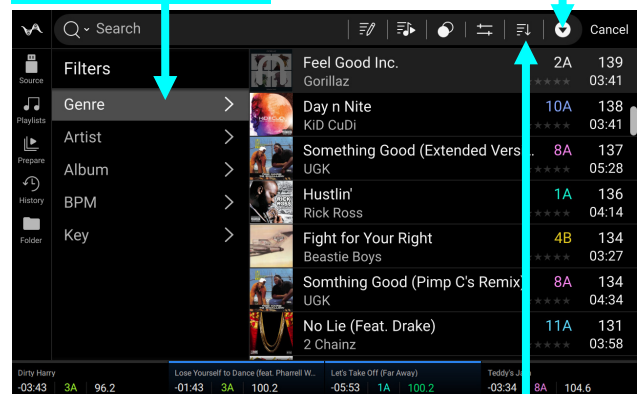 Search
Cancel
Source
Playlists
Prepare
History
Folder
Filters
Genre
Artist
Album
BPM
Key
Feel Good Inc. 2A 139
Gorillaz 03:41
Day n Nite 10A 138
KiD CuDi 03:41
Something Good (Extended Vers... 8A 137
UGK 05:28
Hustlin' 1A 136
Rick Ross 04:14
Fight for Your Right 4B 134
Beastie Boys 03:27
Somthing Good (Pimp C's Remix) 8A 134
UGK 04:34
No Lie (Feat. Drake) 11A 131
2 Chainz 03:58
Dirty Harry
-03:43 3A 96.2
Lose Yourself to Dance (feat. Pharrell W...
-01:43 3A 100.2
Let's Take Off (Far Away)
-05:53 1A 100.2
Teddy's
-03:34 8A 104.6